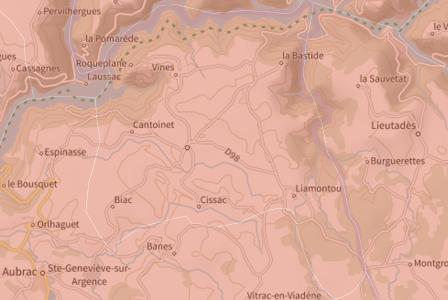 Pervilhergues
la Pomarède
la Bastide
Cassagnes
Roqueplane
Vines
Laussac
la Sauvetat
Cantoinet
Lieutadès
Espinasse
D98
Burguerettes
le Bousquet
Liamontou
Biac
Cissac
Orlhaguet
Banes
Aubrac
Ste-Geneviève-sur-
Argence
Vitrac-en-Viadène